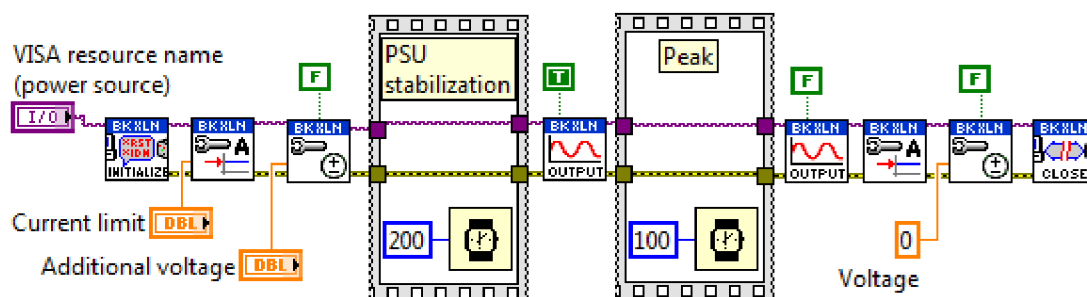 VISA resource name
(power source)
I/O
BK XLN
*RST
*IDN
INITIALIZE
Current limit
DBL
BK XLN
A
Additional voltage
DBL
F
BK XLN
PSU
stabilization
200
T
BK XLN
OUTPUT
Peak
100
F
BK XLN
OUTPUT
BK XLN
A
F
BK XLN
0
Voltage
BK XLN
CLOSE